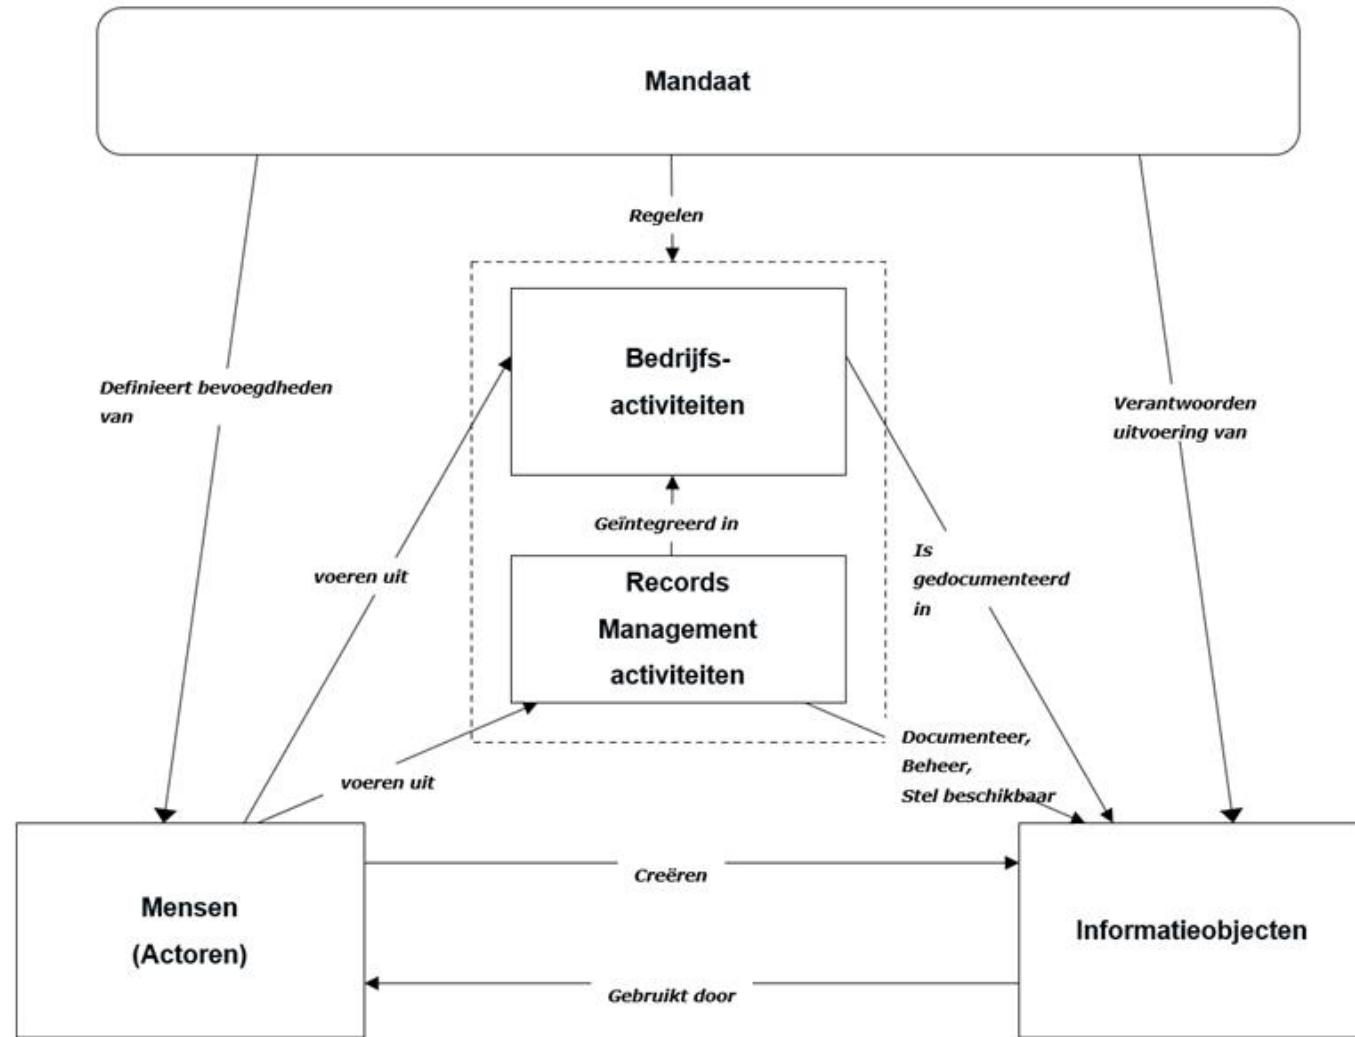 Mandaat
Regelen
Bedrijfs-
activiteiten
Definieert bevoegdheden
van
Verantwoorden
uitvoering van
Geïntegreerd in
voeren uit
Is
gedocumenteerd
in
Records
Management
activiteiten
voeren uit
Documenteer,
Beheer,
Stel beschikbaar
Creëren
Mensen
(Actoren)
Informatieobjecten
Gebruikt door